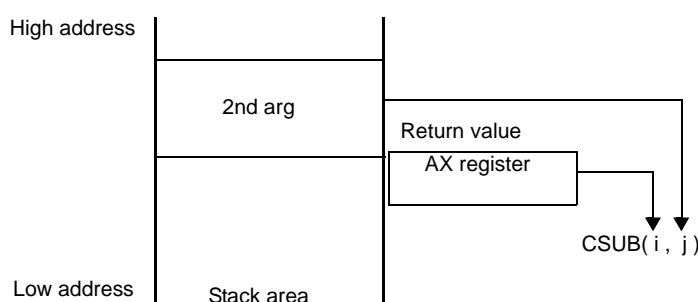 High address
2nd arg
Return value
AX register
CSUB( i , j )
Low address
Stack area